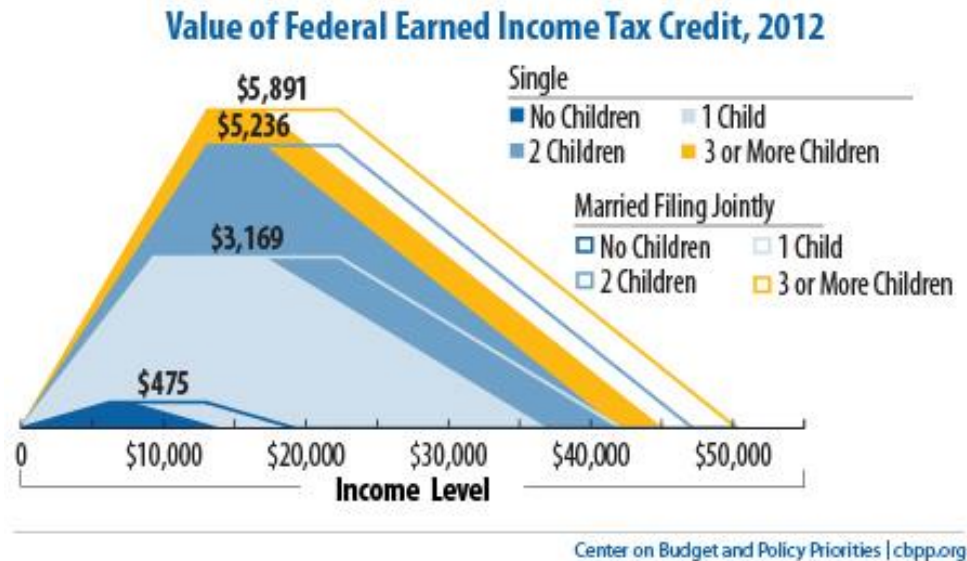 Value of Federal Earned Income Tax Credit, 2012
$5,891
$5,236
$3,169
$475
Single
No Children
1 Child
2 Children
3 or More Children
Married Filing Jointly
No Children
1 Child
2 Children
3 or More Children
0
$10,000
$20,000
$30,000
$40,000
$50,000
Income Level
Center on Budget and Policy Priorities | cbpp.org